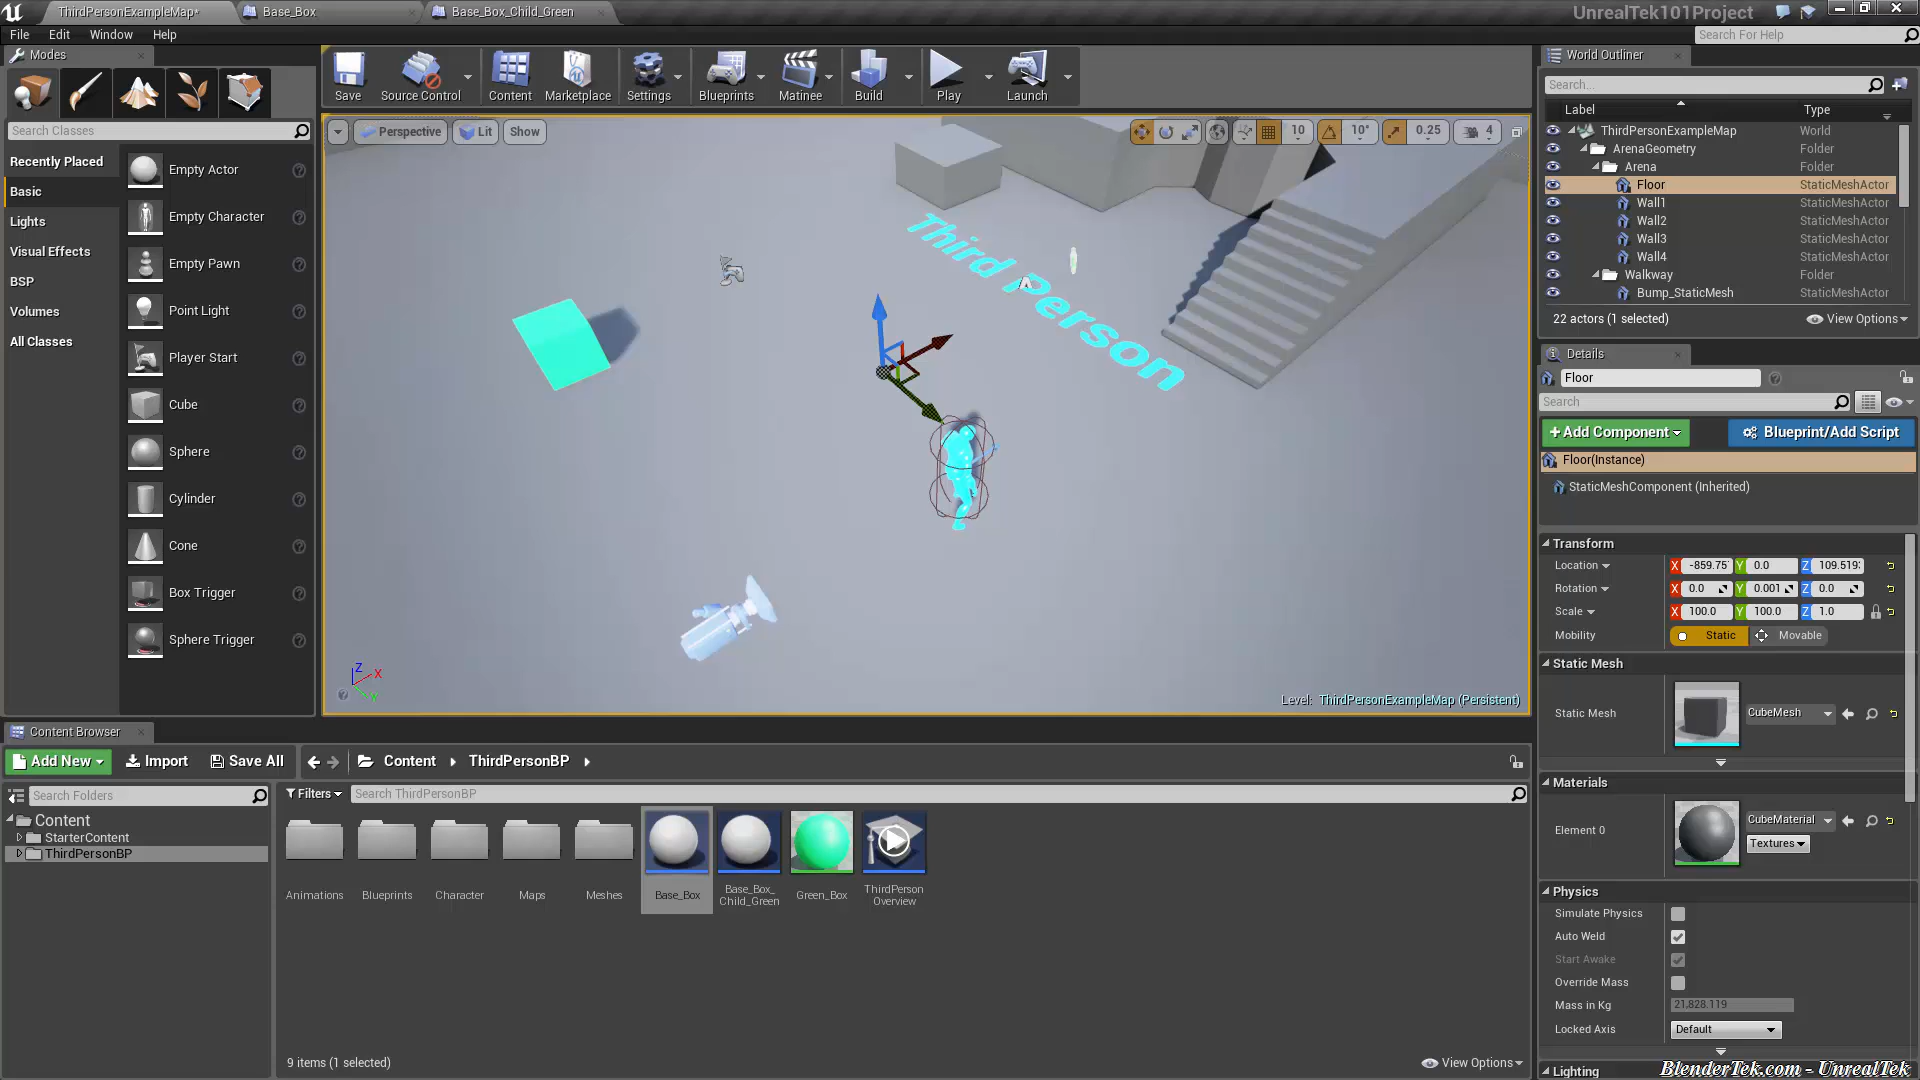 ThirdPersonExampleMap*
Base_Box
Base_Box_Child_Green
UnrealTek101Project
File Edit Window Help
Search For Help
Modes
Search Classes
Recently Placed
Basic
Lights
Visual Effects
BSP
Volumes
All Classes
Empty Actor
Empty Character
Empty Pawn
Point Light
Player Start
Cube
Sphere
Cylinder
Cone
Box Trigger
Sphere Trigger
Save
Source Control
Content
Marketplace
Settings
Blueprints
Matinee
Build
Play
Launch
Perspective
Lit
Show
10
10°
0.25
4
Third Person
Z
X
Y
Level: ThirdPersonExampleMap (Persistent)
World Outliner
Search...
Label Type
ThirdPersonExampleMap World
ArenaGeometry Folder
Arena Folder
Floor StaticMeshActor
Wall1 StaticMeshActor
Wall2 StaticMeshActor
Wall3 StaticMeshActor
Wall4 StaticMeshActor
Walkway Folder
Bump_StaticMesh StaticMeshActor
22 actors (1 selected)
View Options
Details
Floor
Search
+Add Component
Blueprint/Add Script
Floor(Instance)
StaticMeshComponent (Inherited)
Transform
Location X -859.75 Y 0.0 Z 109.519
Rotation X 0.0 Y 0.001 Z 0.0
Scale X 100.0 Y 100.0 Z 1.0
Mobility Static Movable
Static Mesh
Static Mesh CubeMesh
Materials
Element 0 CubeMaterial
Textures
Physics
Simulate Physics
Auto Weld
Start Awake
Override Mass
Mass in Kg 21,828.119
Locked Axis Default
Lighting
Content Browser
Add New
Import
Save All
Content
ThirdPersonBP
Search Folders
Filters
Search ThirdPersonBP
Content
StarterContent
ThirdPersonBP
Animations
Blueprints
Character
Maps
Meshes
Base_Box
Base_Box_
Child_Green
Green_Box
ThirdPerson
Overview
9 items (1 selected)
View Options
BlenderTek.com - UnrealTek